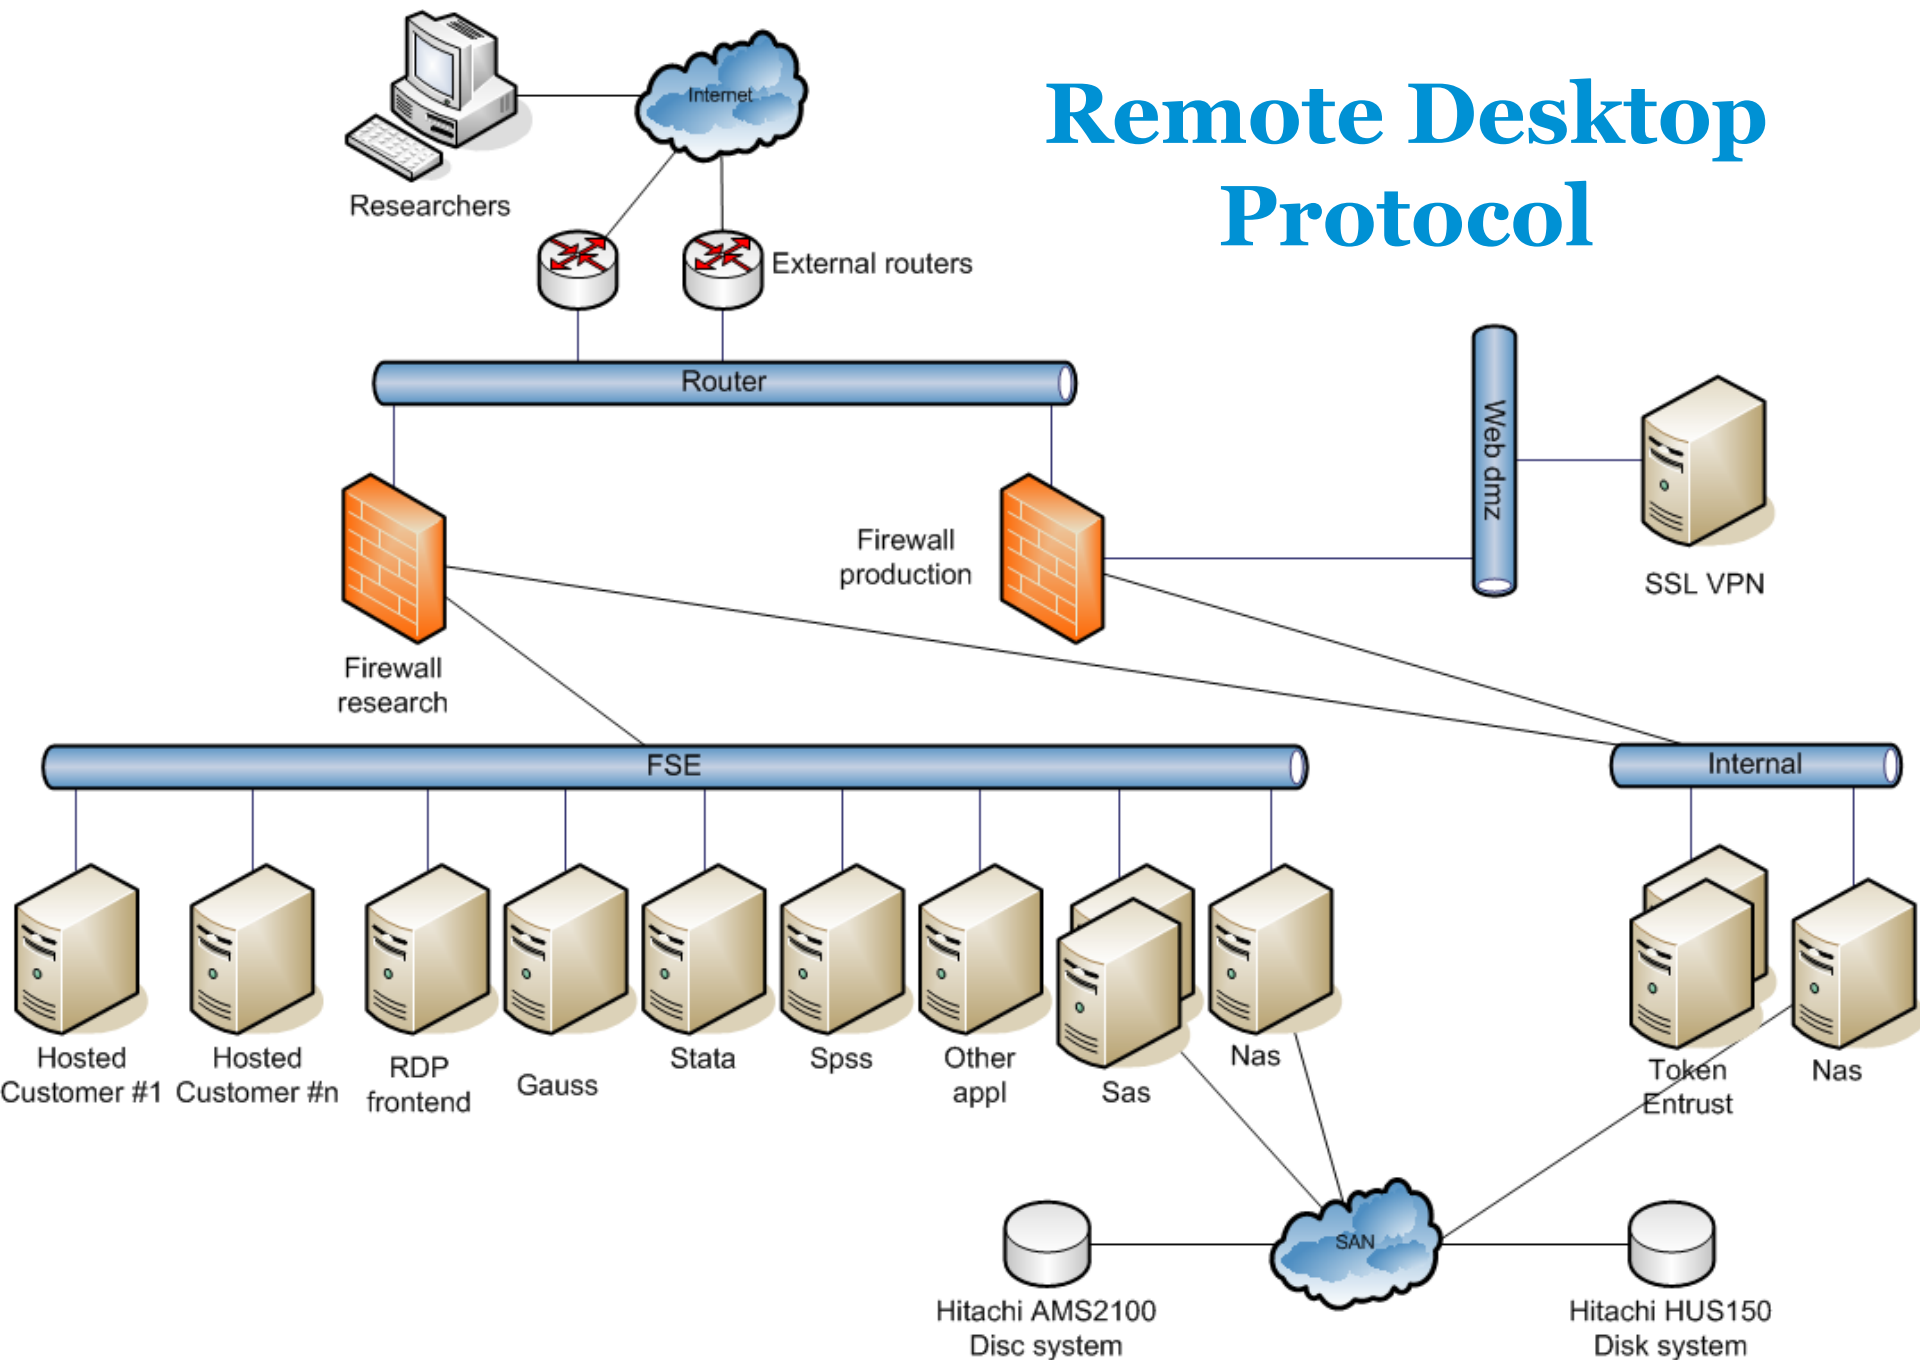 Remote Desktop
Protocol
Internet
Researchers
External routers
Router
Web dmz
Firewall
production
SSL VPN
Firewall
research
FSE
Internal
Hosted
Customer #1
Hosted
Customer #n
RDP
frontend
Gauss
Stata
Spss
Other
appl
Sas
Nas
Token
Entrust
Nas
SAN
Hitachi AMS2100
Disc system
Hitachi HUS150
Disk system